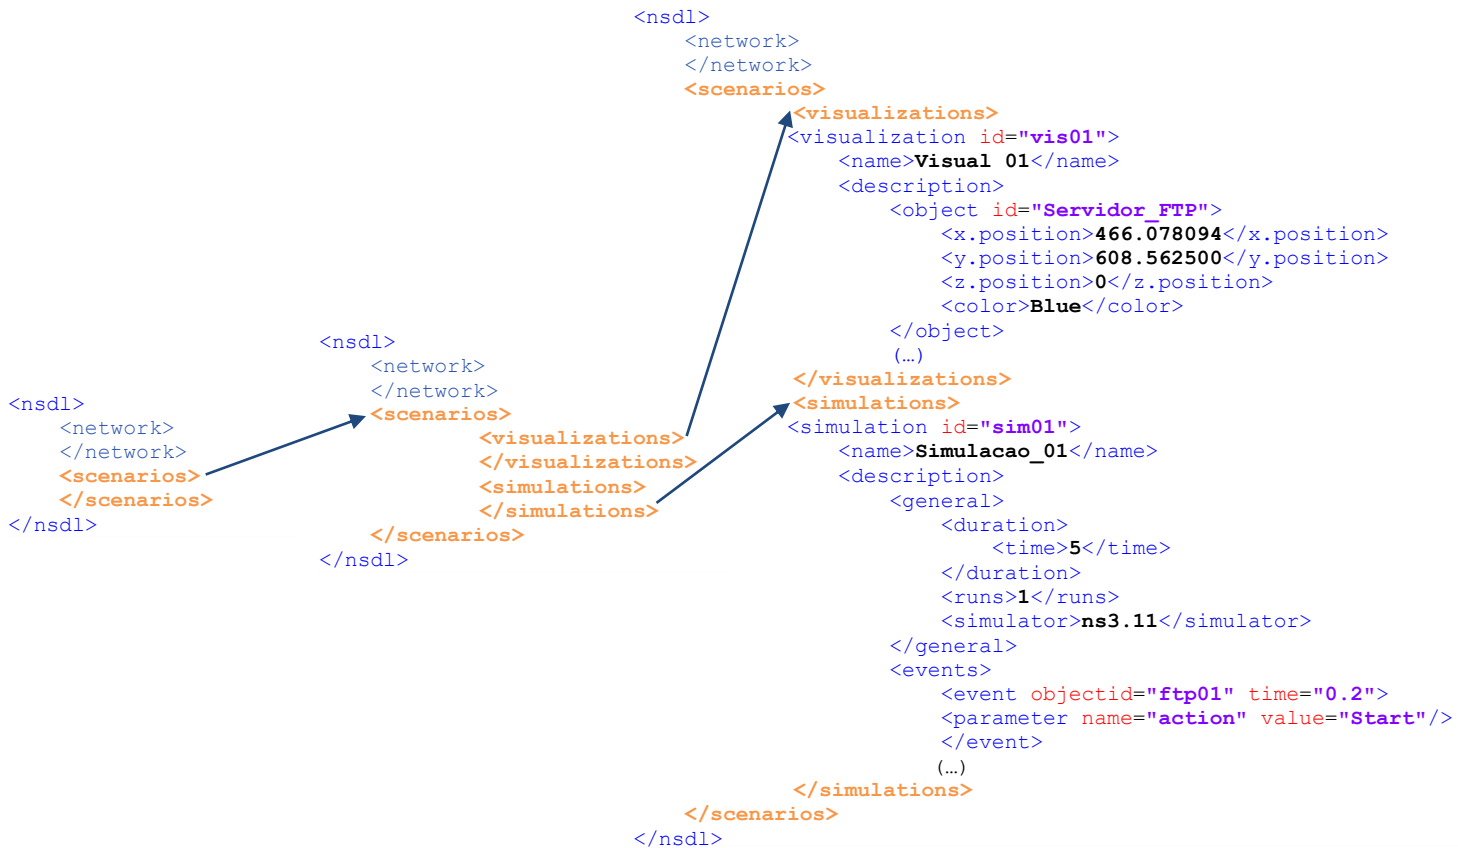 <nsdl>
<network>
</network>
<scenarios>
</scenarios>
</nsdl>
<nsdl>
<network>
</network>
<scenarios>
<visualizations>
</visualizations>
<simulations>
</simulations>
</scenarios>
</nsdl>
<nsdl>
<network>
</network>
<scenarios>
<visualizations>
<visualization id="vis01">
<name>Visual 01</name>
<description>
<object id="Servidor_FTP">
<x.position>466.078094</x.position>
<y.position>608.562500</y.position>
<z.position>0</z.position>
<color>Blue</color>
</object>
(…)
</visualizations>
<simulations>
<simulation id="sim01">
<name>Simulacao_01</name>
<description>
<general>
<duration>
<time>5</time>
</duration>
<runs>1</runs>
<simulator>ns3.11</simulator>
</general>
<events>
<event objectid="ftp01" time="0.2">
<parameter name="action" value="Start"/>
</event>
(…)
</simulations>
</scenarios>
</nsdl>